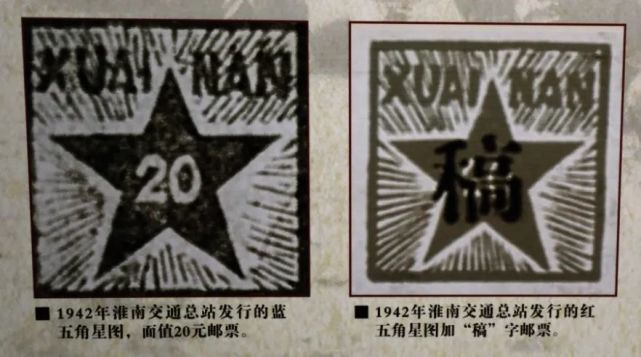 XUAI NAN
20
■ 1942年淮南交通总站发行的蓝
五角星图，面值20元邮票。
XUAI NAN
稿
■ 1942年淮南交通总站发行的红
五角星图加“稿”字邮票。